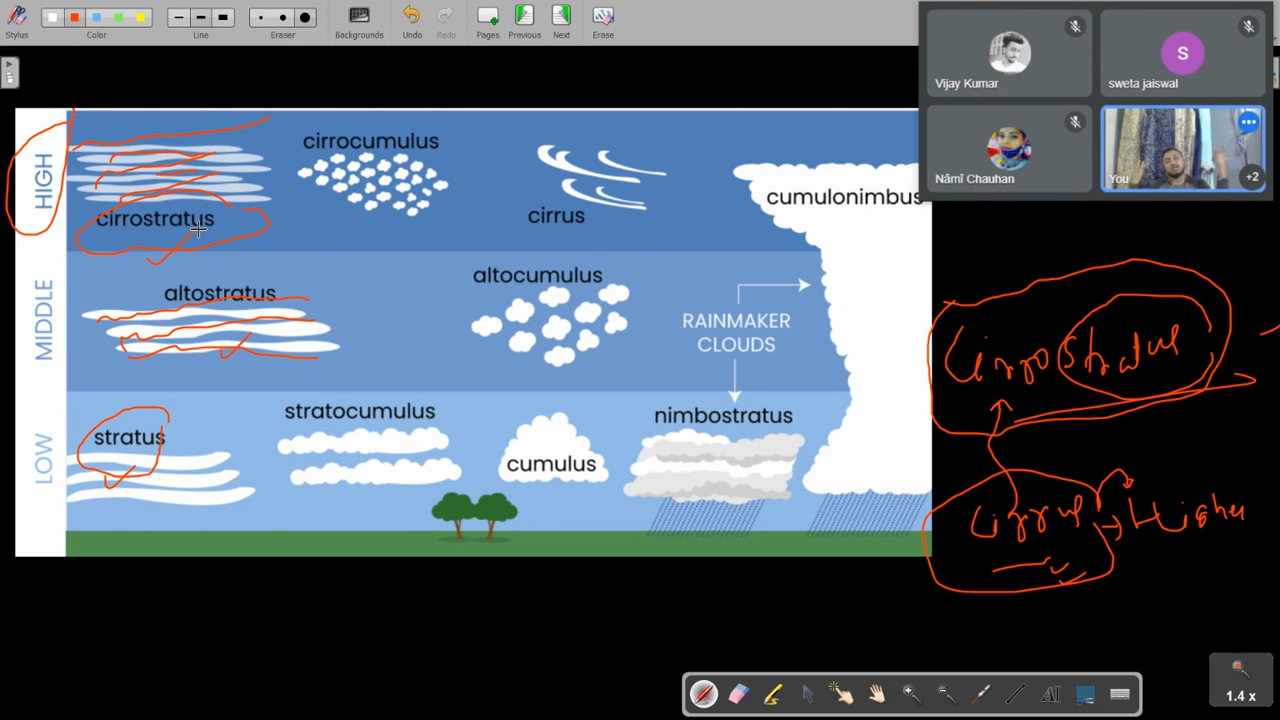 Stylus
Color
Line
Eraser
Backgrounds
Undo
Redo
Pages
Previous
Next
Erase
Vijay Kumar
S
sweta jaiswal
Nâmî Chauhan
You
+2
HIGH
cirrostratus
cirrocumulus
cirrus
cumulonimbus
MIDDLE
altostratus
altocumulus
RAINMAKER
CLOUDS
LOW
stratus
stratocumulus
cumulus
nimbostratus
Cirrostratus
Cirrus
Higher
1.4 x